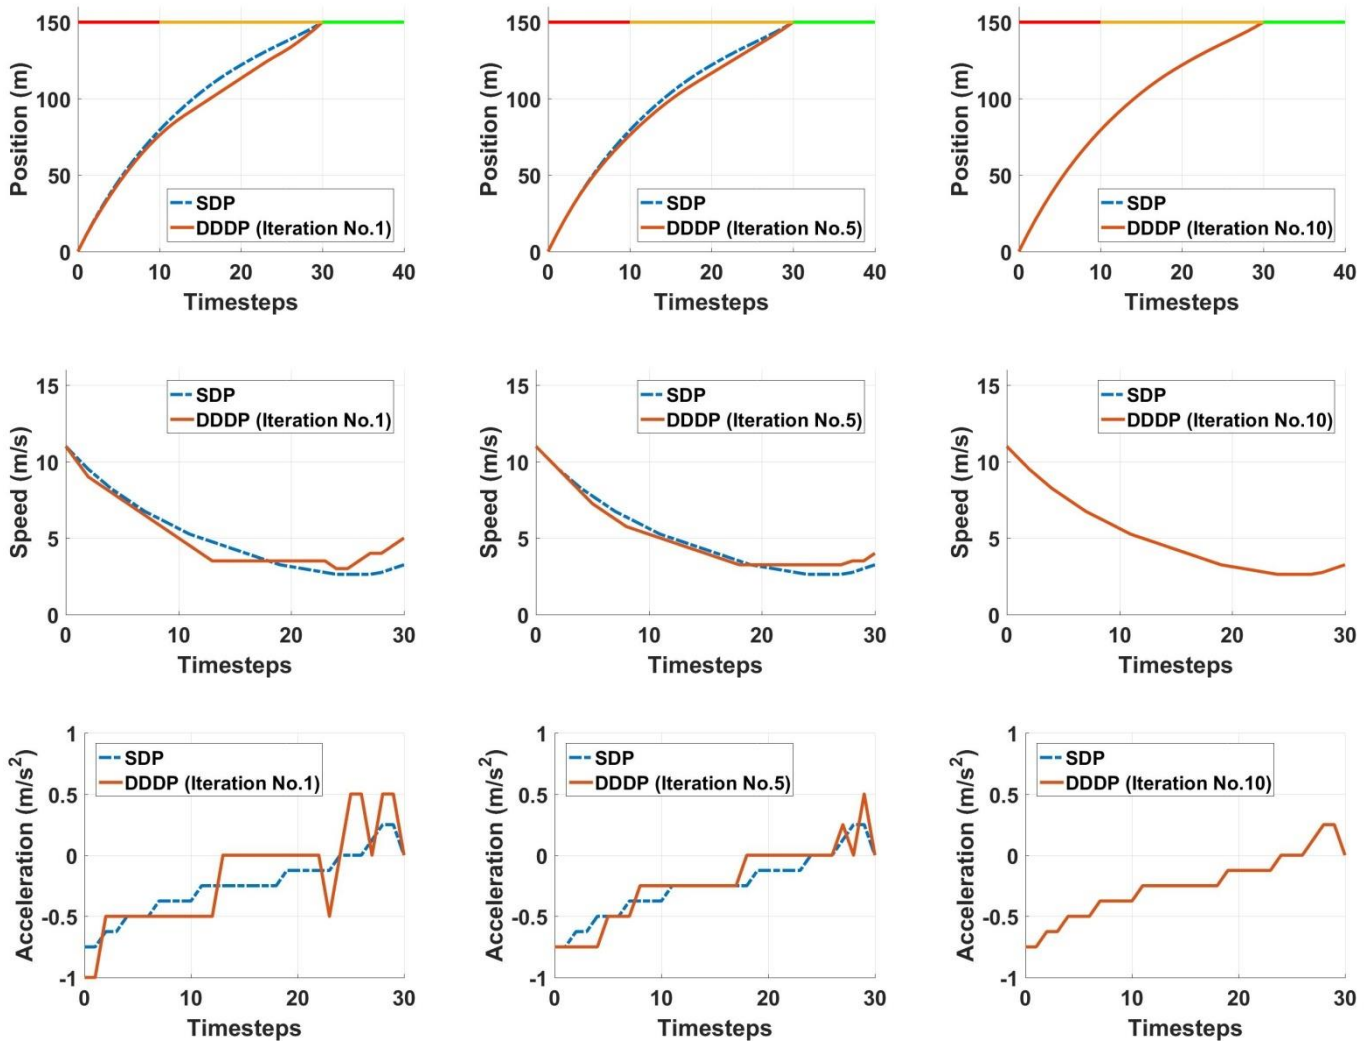 150
100
50
0
Position (m)
SDP
DDDP (Iteration No.1)
0 10 20 30 40
Timesteps
150
100
50
0
Position (m)
SDP
DDDP (Iteration No.5)
0 10 20 30 40
Timesteps
150
100
50
0
Position (m)
SDP
DDDP (Iteration No.10)
0 10 20 30 40
Timesteps
15
10
5
0
Speed (m/s)
SDP
DDDP (Iteration No.1)
0 10 20 30
Timesteps
15
10
5
0
Speed (m/s)
SDP
DDDP (Iteration No.5)
0 10 20 30
Timesteps
15
10
5
0
Speed (m/s)
SDP
DDDP (Iteration No.10)
0 10 20 30
Timesteps
1
0.5
0
-0.5
-1
Acceleration (m/s²)
SDP
DDDP (Iteration No.1)
0 10 20 30
Timesteps
1
0.5
0
-0.5
-1
Acceleration (m/s²)
SDP
DDDP (Iteration No.5)
0 10 20 30
Timesteps
1
0.5
0
-0.5
-1
Acceleration (m/s²)
SDP
DDDP (Iteration No.10)
0 10 20 30
Timesteps